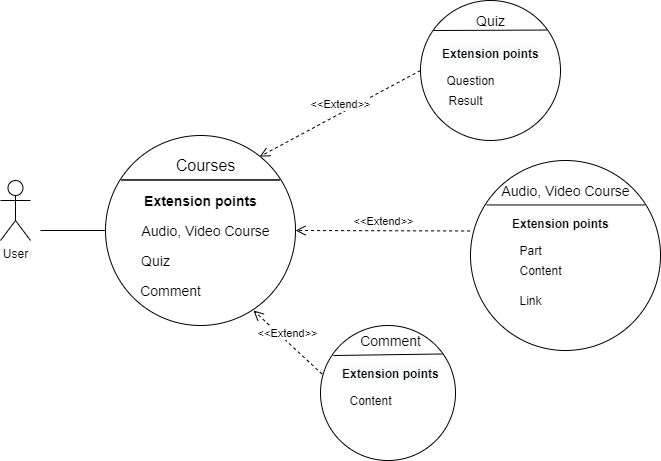 User
Courses
Extension points
Audio, Video Course
Quiz
Comment
<<Extend>>
Quiz
Extension points
Question
Result
<<Extend>>
Audio, Video Course
Extension points
Part
Content
Link
<<Extend>>
Comment
Extension points
Content